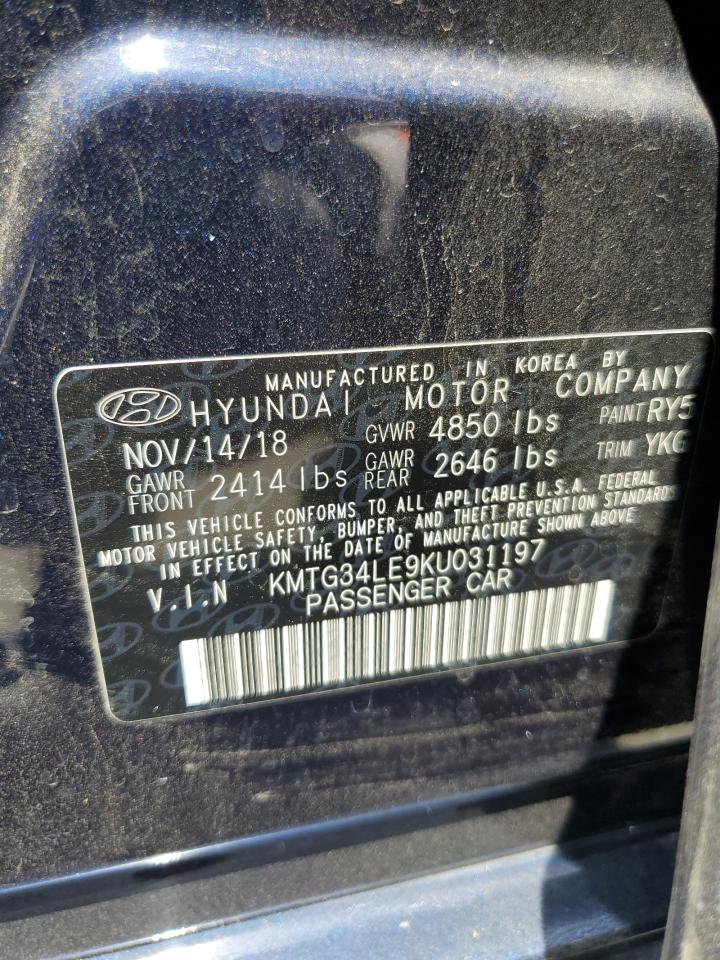 MANUFACTURED IN KOREA BY
HYUNDAI MOTOR COMPANY
NOV/14/18 GVWR 4850 lbs PAINT RY5
GAWR FRONT 2414 lbs GAWR REAR 2646 lbs TRIM YKG
THIS VEHICLE CONFORMS TO ALL APPLICABLE U.S.A. FEDERAL
MOTOR VEHICLE SAFETY, BUMPER, AND THEFT PREVENTION STANDARDS
IN EFFECT ON THE DATE OF MANUFACTURE SHOWN ABOVE
V.I.N KMTG34LE9KU031197
PASSENGER CAR